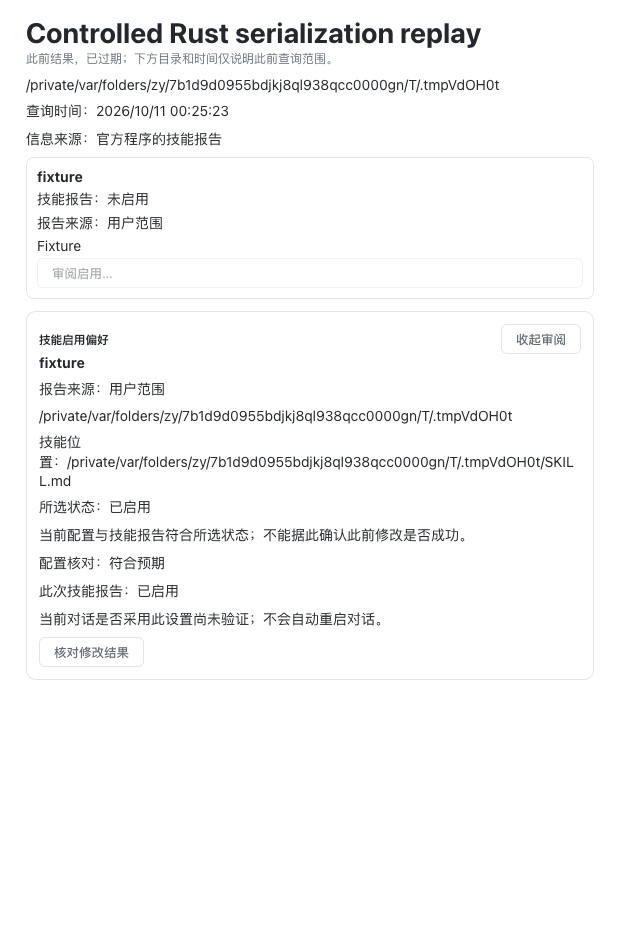 Controlled Rust serialization replay
此前结果，已过期；下方目录和时间仅说明此前查询范围。
/private/var/folders/zy/7b1d9d0955bdjkj8ql938qcc0000gn/T/.tmpVdOH0t
查询时间：2026/10/11 00:25:23
信息来源：官方程序的技能报告
fixture
技能报告：未启用
报告来源：用户范围
Fixture
审阅启用…
技能启用偏好
收起审阅
fixture
报告来源：用户范围
/private/var/folders/zy/7b1d9d0955bdjkj8ql938qcc0000gn/T/.tmpVdOH0t
技能位
置：/private/var/folders/zy/7b1d9d0955bdjkj8ql938qcc0000gn/T/.tmpVdOH0t/SKIL
L.md
所选状态：已启用
当前配置与技能报告符合所选状态；不能据此确认此前修改是否成功。
配置核对：符合预期
此次技能报告：已启用
当前对话是否采用此设置尚未验证；不会自动重启对话。
核对修改结果